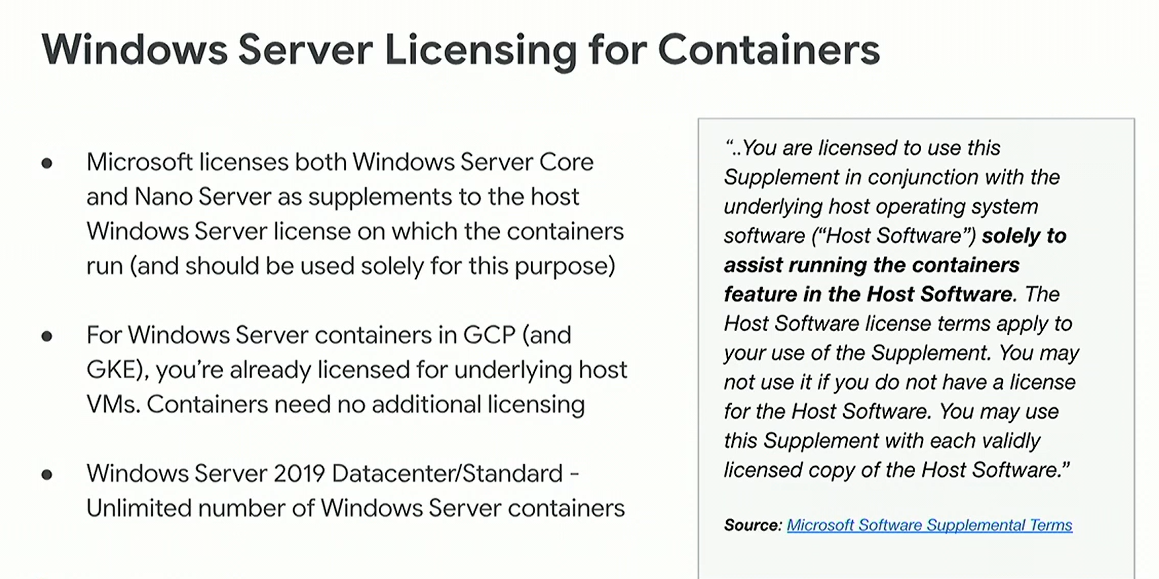 Windows Server Licensing for Containers
● Microsoft licenses both Windows Server Core
and Nano Server as supplements to the host
Windows Server license on which the containers
run (and should be used solely for this purpose)
● For Windows Server containers in GCP (and
GKE), you’re already licensed for underlying host
VMs. Containers need no additional licensing
● Windows Server 2019 Datacenter/Standard -
Unlimited number of Windows Server containers
“..You are licensed to use this
Supplement in conjunction with the
underlying host operating system
software (“Host Software”) solely to
assist running the containers
feature in the Host Software. The
Host Software license terms apply to
your use of the Supplement. You may
not use it if you do not have a license
for the Host Software. You may use
this Supplement with each validly
licensed copy of the Host Software.”
Source: Microsoft Software Supplemental Terms